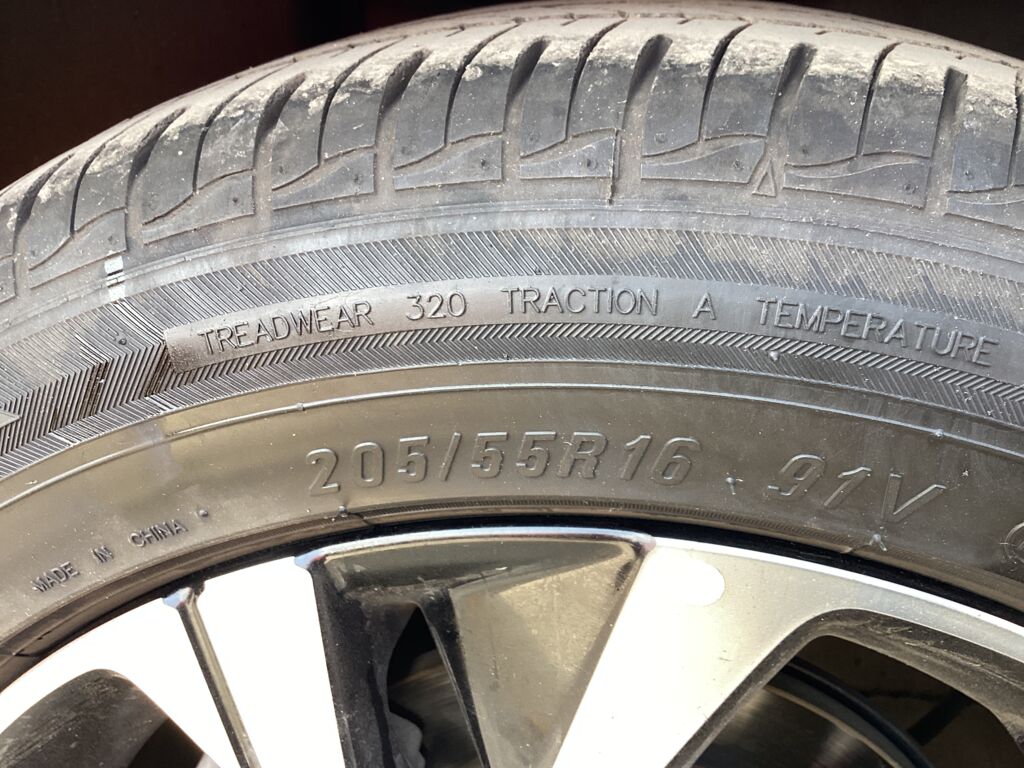 TREADWEAR 320 TRACTION A TEMPERATURE
205/55R16 91V
MADE IN CHINA